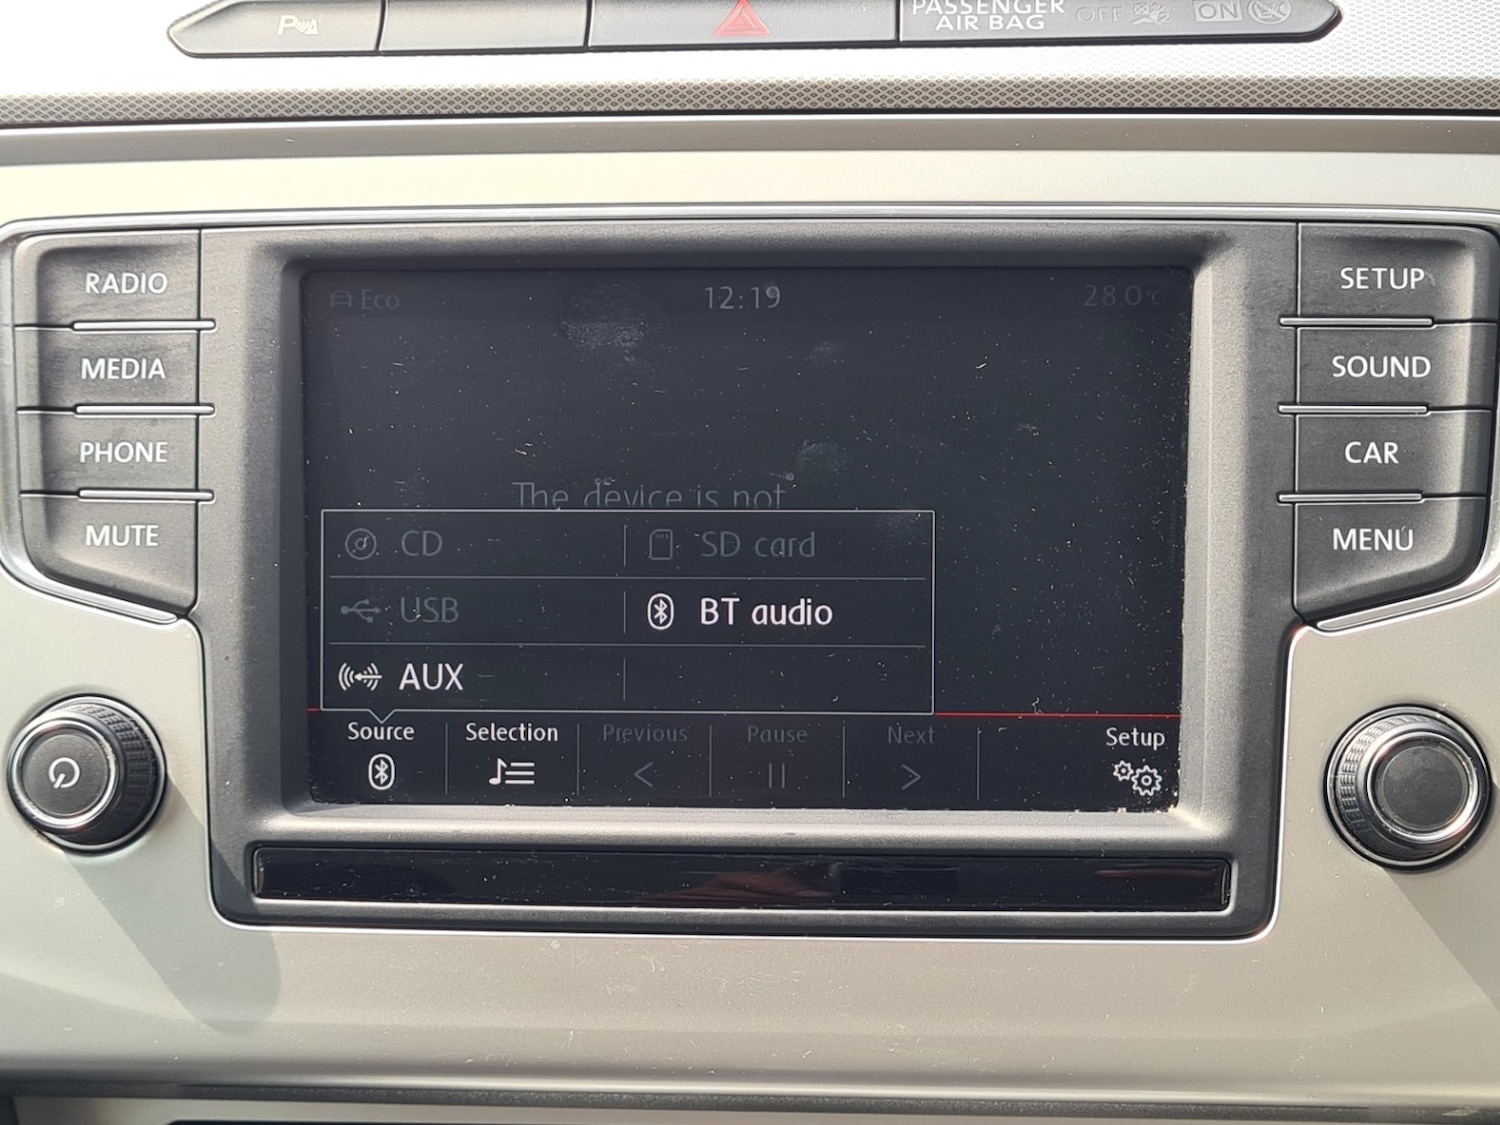 PASSENGER
AIR BAG
OFF
ON
P
RADIO
MEDIA
PHONE
MUTE
Eco
12:19
28.0°C
The device is not
CD
SD card
USB
BT audio
AUX
Source
Selection
Previous
Pause
Next
Setup
SETUP
SOUND
CAR
MENU